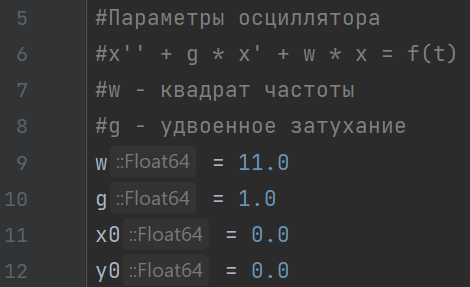 5 #Параметры осциллятора
6 #x'' + g * x' + w * x = f(t)
7 #w - квадрат частоты
8 #g - удвоенное затухание
9 w ::Float64 = 11.0
10 g ::Float64 = 1.0
11 x0 ::Float64 = 0.0
12 y0 ::Float64 = 0.0